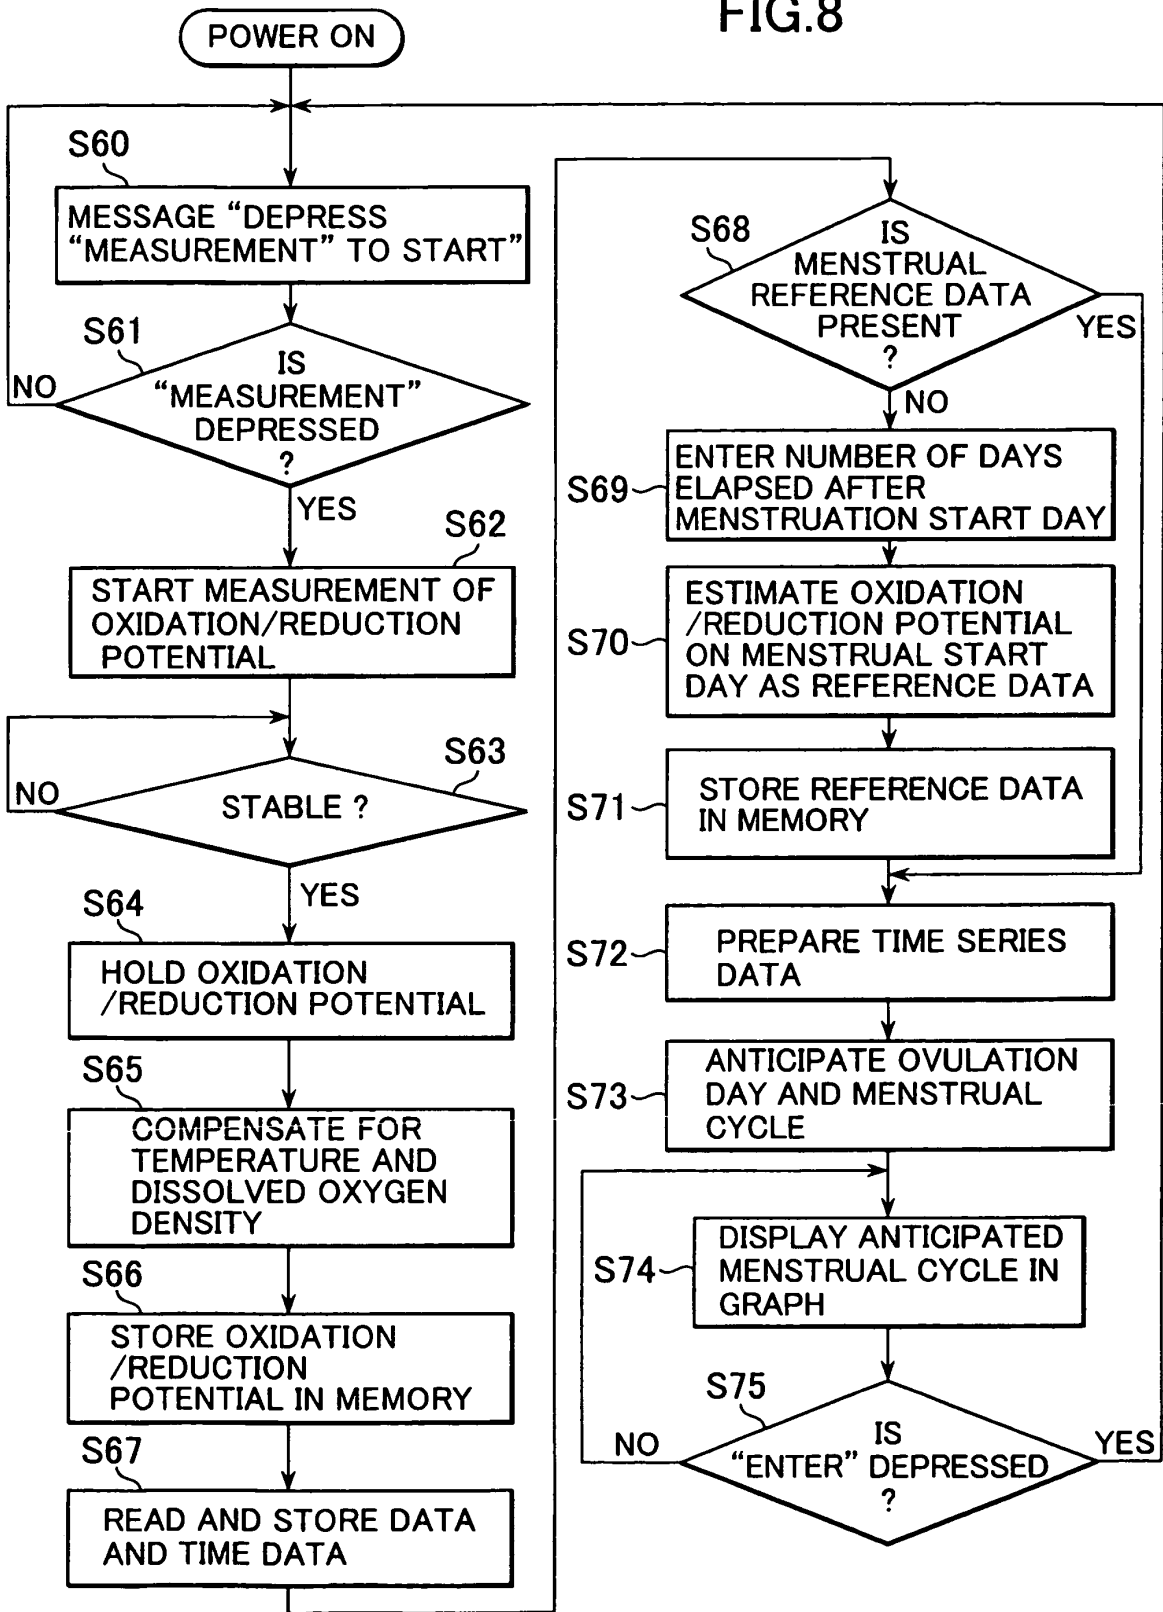 FIG.8
POWER ON
S60
MESSAGE “DEPRESS
“MEASUREMENT” TO START”
S61
IS
“MEASUREMENT”
DEPRESSED
?
NO
YES
S62
START MEASUREMENT OF
OXIDATION/REDUCTION
POTENTIAL
S63
STABLE ?
NO
YES
S64
HOLD OXIDATION
/REDUCTION POTENTIAL
S65
COMPENSATE FOR
TEMPERATURE AND
DISSOLVED OXYGEN
DENSITY
S66
STORE OXIDATION
/REDUCTION
POTENTIAL IN MEMORY
S67
READ AND STORE DATA
AND TIME DATA
S68
IS
MENSTRUAL
REFERENCE DATA
PRESENT
?
YES
NO
S69
ENTER NUMBER OF DAYS
ELAPSED AFTER
MENSTRUATION START DAY
S70
ESTIMATE OXIDATION
/REDUCTION POTENTIAL
ON MENSTRUAL START
DAY AS REFERENCE DATA
S71
STORE REFERENCE DATA
IN MEMORY
S72
PREPARE TIME SERIES
DATA
S73
ANTICIPATE OVULATION
DAY AND MENSTRUAL
CYCLE
S74
DISPLAY ANTICIPATED
MENSTRUAL CYCLE IN
GRAPH
S75
IS
“ENTER” DEPRESSED
?
NO
YES